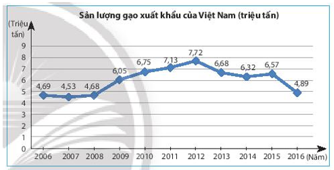 Sản lượng gạo xuất khẩu của Việt Nam (triệu tấn)
(Triệu
tấn)
9
8
7
6
5
4
3
2
1
0
4,69 4,53 4,68 6,05 6,75 7,13 7,72 6,68 6,32 6,57 4,89
2006 2007 2008 2009 2010 2011 2012 2013 2014 2015 2016 (Năm)